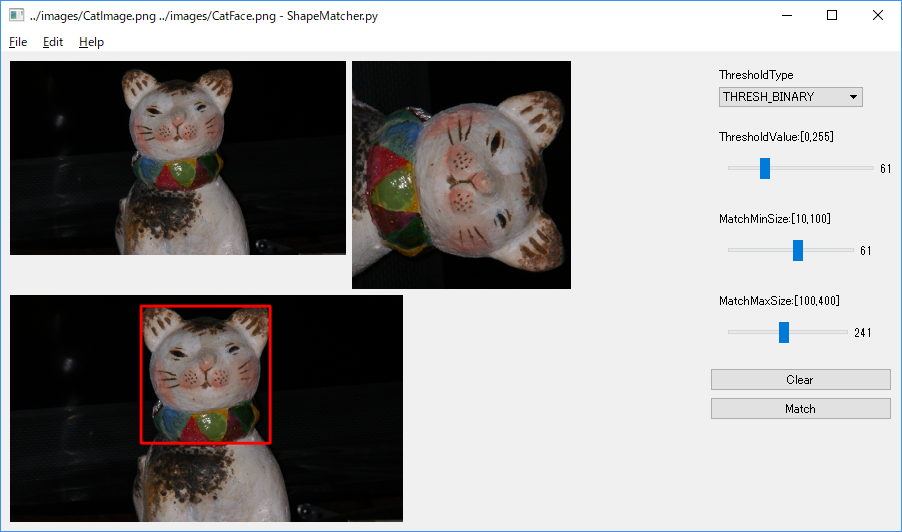 ../images/CatImage.png ../images/CatFace.png - ShapeMatcher.py
File Edit Help
ThresholdType
THRESH_BINARY
ThresholdValue:[0,255]
61
MatchMinSize:[10,100]
61
MatchMaxSize:[100,400]
241
Clear
Match